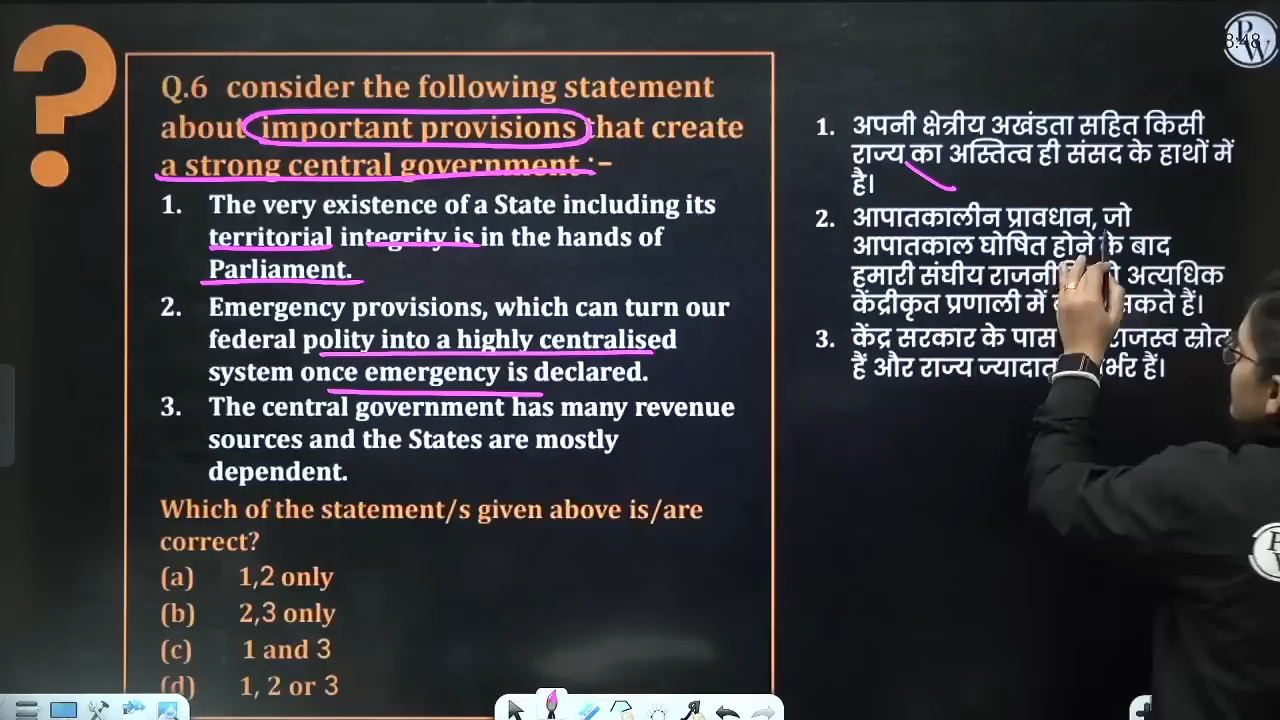 Q.6 consider the following statement
about important provisions that create
a strong central government :-
1. The very existence of a State including its
territorial integrity is in the hands of
Parliament.
2. Emergency provisions, which can turn our
federal polity into a highly centralised
system once emergency is declared.
3. The central government has many revenue
sources and the States are mostly
dependent.
Which of the statement/s given above is/are
correct?
(a) 1,2 only
(b) 2,3 only
(c) 1 and 3
(d) 1, 2 or 3
1. अपनी क्षेत्रीय अखंडता सहित किसी
राज्य का अस्तित्व ही संसद के हाथों में
है।
2. आपातकालीन प्रावधान, जो
आपातकाल घोषित होने के बाद
हमारी संघीय अत्यधिक
केंद्रीकृत प्रणाली में सकते हैं।
3. केंद्र सरकार के पास राजस्व स्रोत
हैं और राज्य
PW